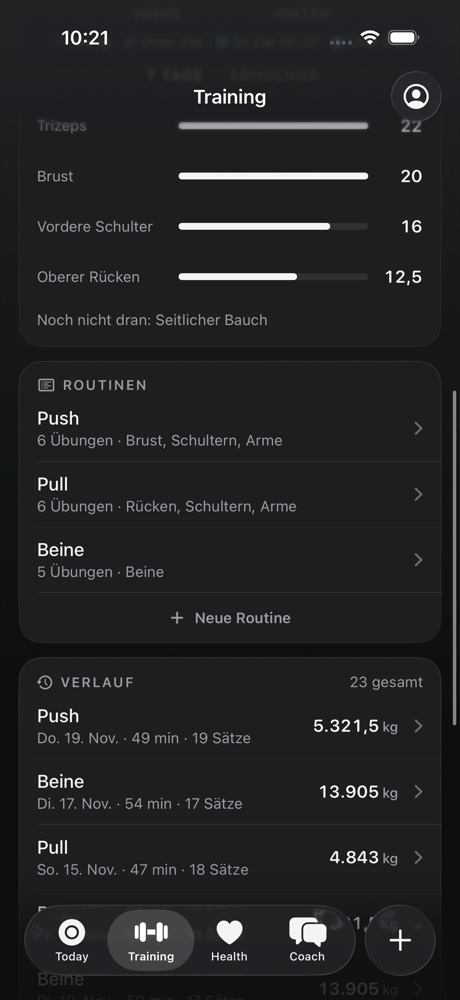 10:21
7 TAGE ERHOLUNG
Training
Trizeps 22
Brust 20
Vordere Schulter 16
Oberer Rücken 12,5
Noch nicht dran: Seitlicher Bauch
ROUTINEN
Push
6 Übungen · Brust, Schultern, Arme
Pull
6 Übungen · Rücken, Schultern, Arme
Beine
5 Übungen · Beine
+ Neue Routine
VERLAUF 23 gesamt
Push
Do. 19. Nov. · 49 min · 19 Sätze
5.321,5 kg
Beine
Di. 17. Nov. · 54 min · 17 Sätze
13.905 kg
Pull
So. 15. Nov. · 47 min · 18 Sätze
4.843 kg
Today
Training
Health
Coach
Beine
13.905 kg